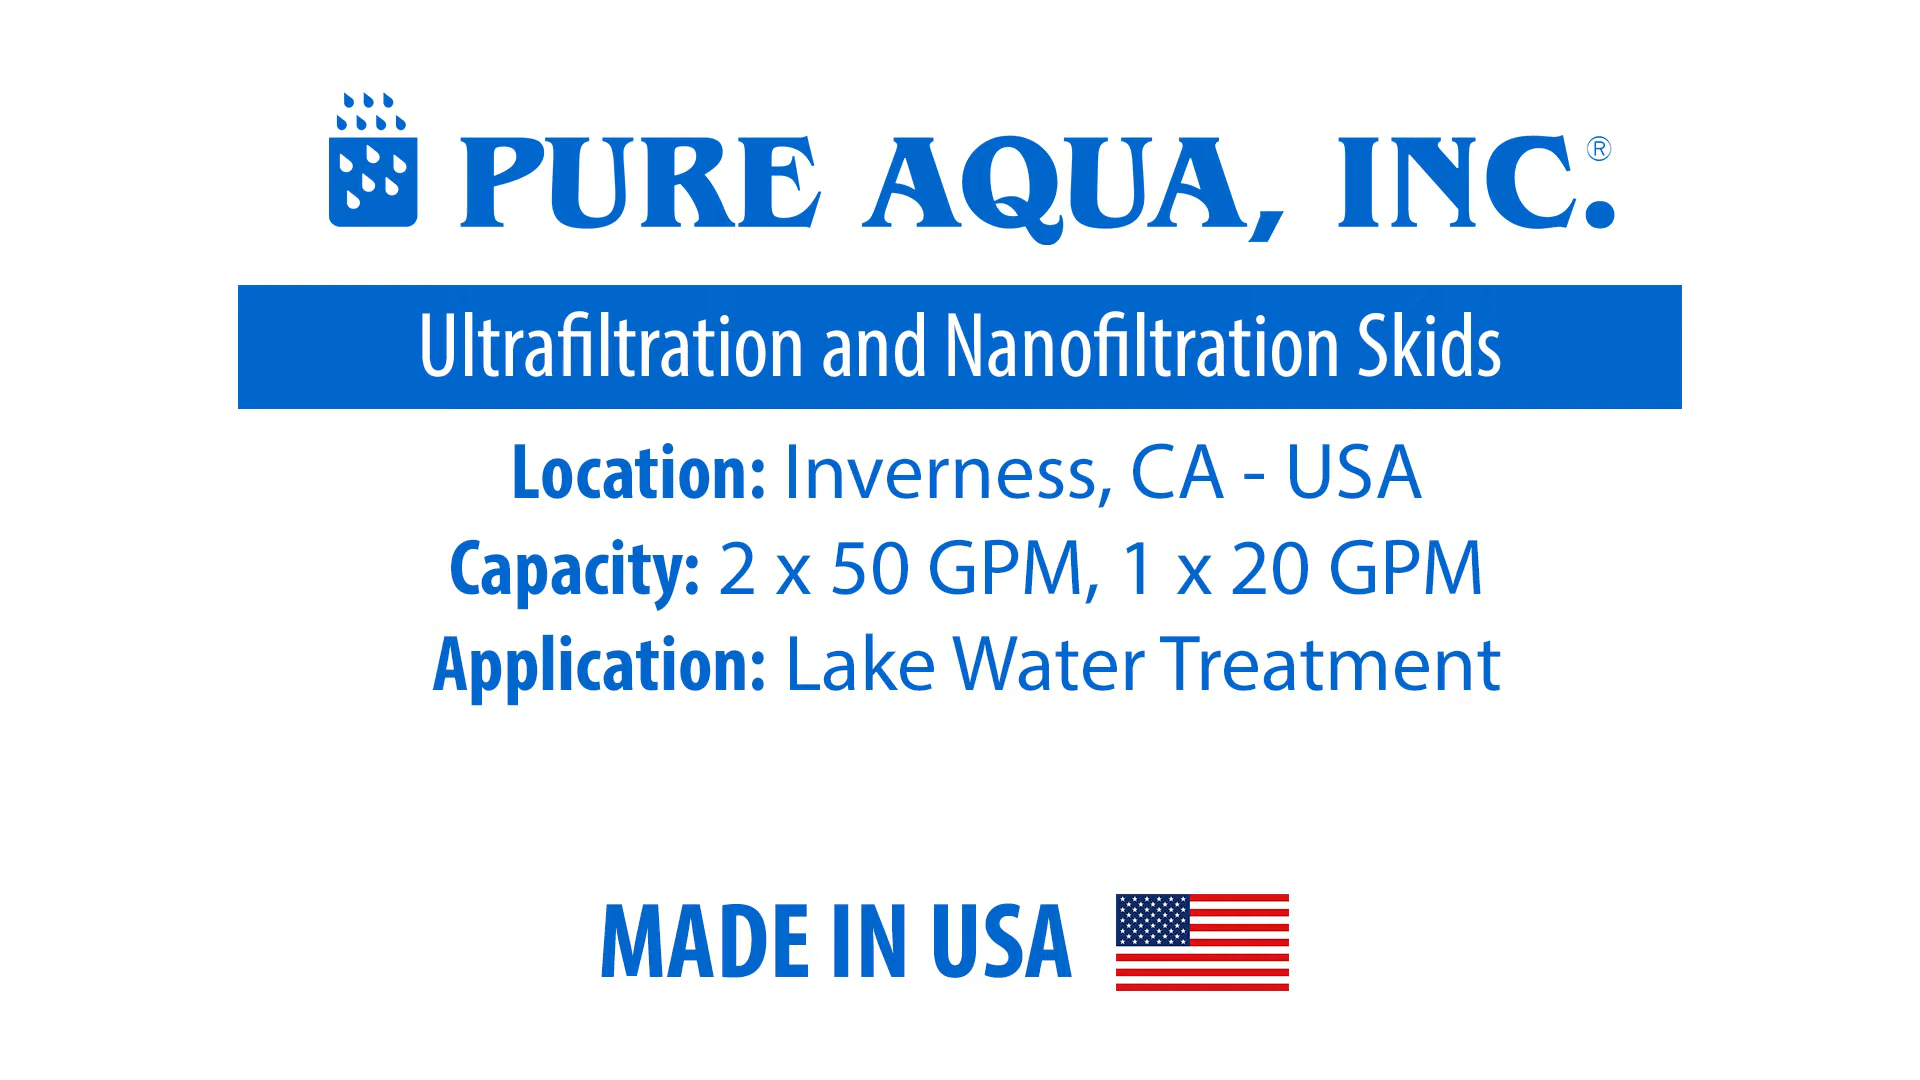 PURE AQUA, INC.®
Ultrafiltration and Nanofiltration Skids
Location: Inverness, CA - USA
Capacity: 2 x 50 GPM, 1 x 20 GPM
Application: Lake Water Treatment
MADE IN USA